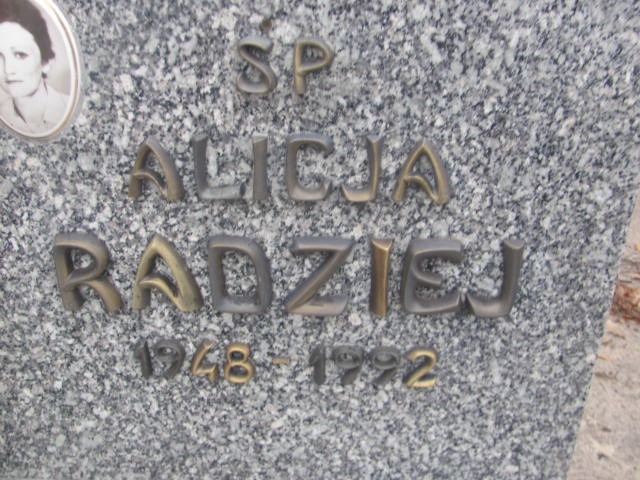 SP
ALICJA
RADZIEJ
1948-1992